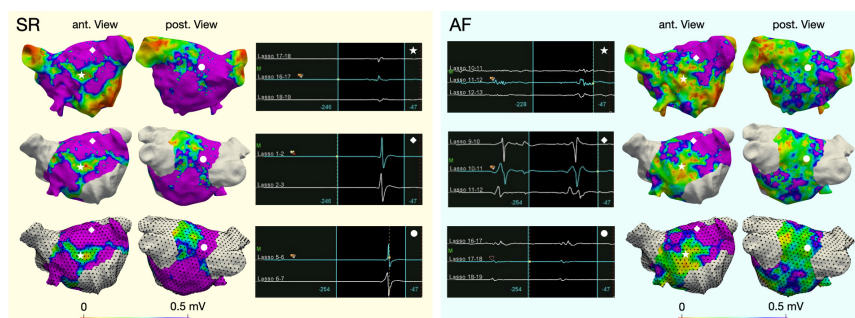 SR
ant. View
post. View
Lasso 17-18
M
Lasso 16-17
Lasso 18-19
-246
-47
M
Lasso 1-2
Lasso 2-3
-246
-47
M
Lasso 5-6
Lasso 6-7
-254
-47
0
0.5 mV
AF
ant. View
post. View
Lasso 10-11
M
Lasso 11-12
Lasso 12-13
-228
-47
Lasso 9-10
M
Lasso 10-11
Lasso 11-12
-254
-47
Lasso 16-17
M
Lasso 17-18
Lasso 18-19
-254
-47
0
0.5 mV